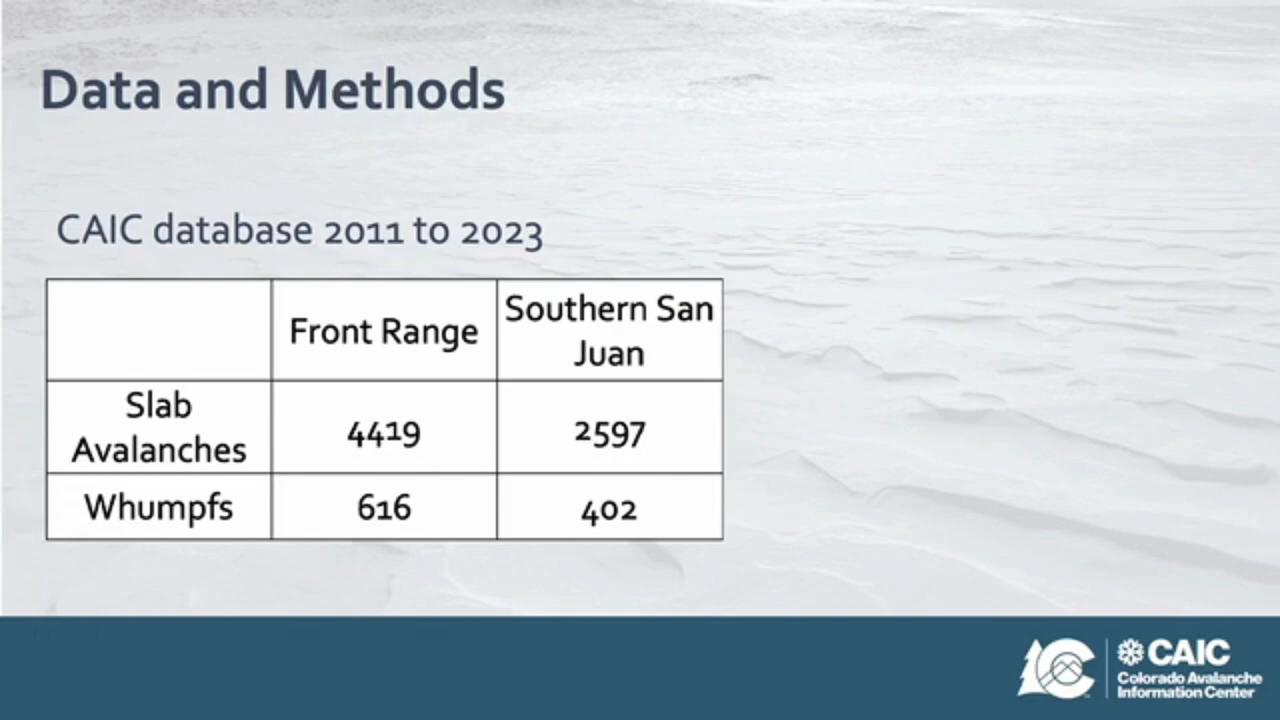 Data and Methods
CAIC database 2011 to 2023
Front Range
Southern San
Juan
Slab
Avalanches
4419
2597
Whumpfs
616
402
CAIC
Colorado Avalanche
Information Center